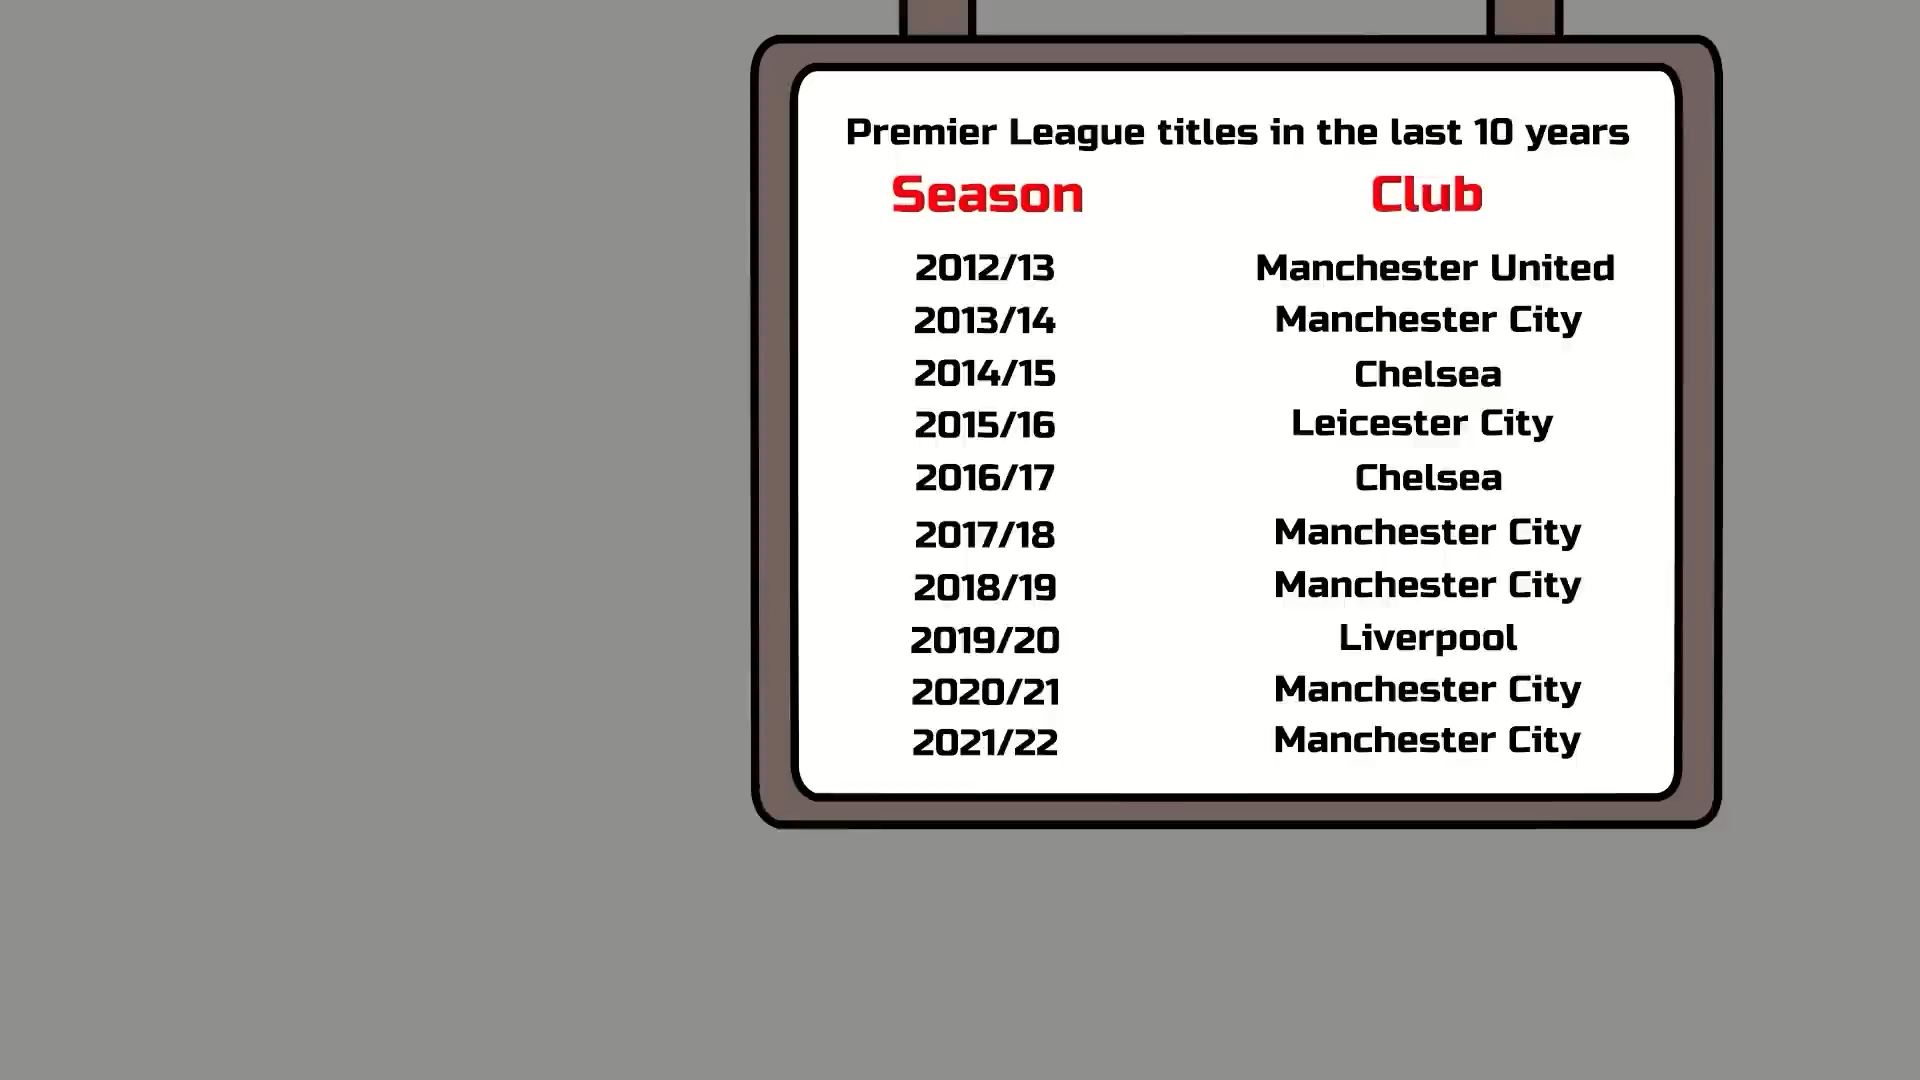 Premier League titles in the last 10 years
Season Club
2012/13 Manchester United
2013/14 Manchester City
2014/15 Chelsea
2015/16 Leicester City
2016/17 Chelsea
2017/18 Manchester City
2018/19 Manchester City
2019/20 Liverpool
2020/21 Manchester City
2021/22 Manchester City